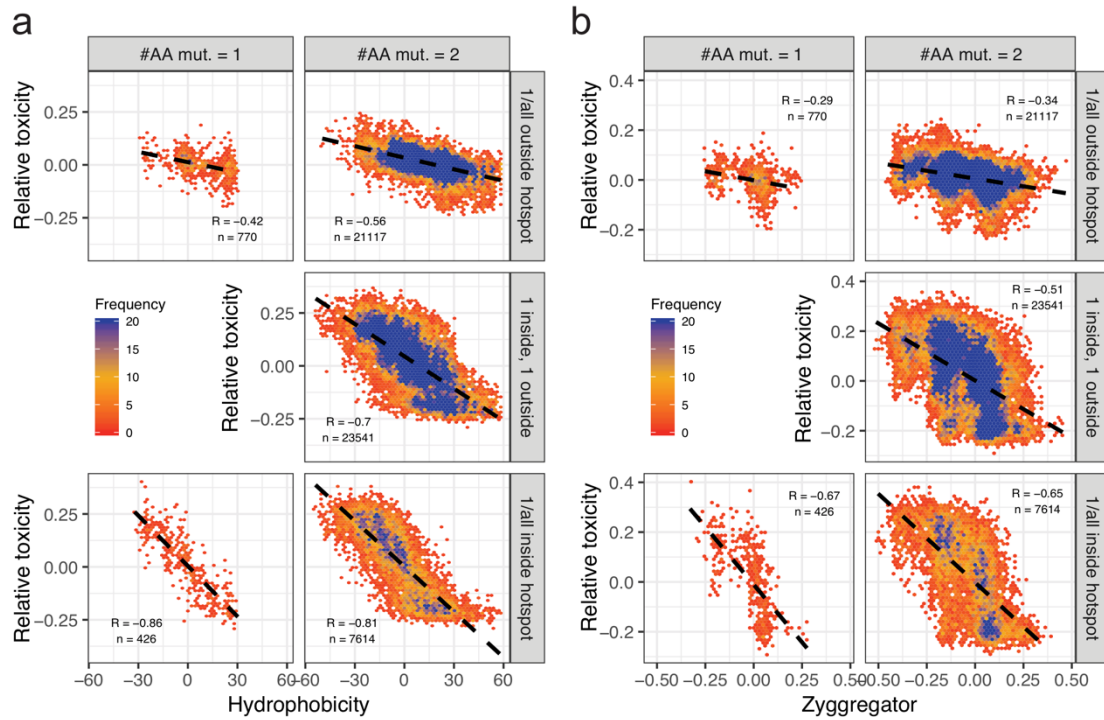 a
#AA mut. = 1
#AA mut. = 2
Relative toxicity
0.25
0.00
−0.25
R = −0.42
n = 770
R = −0.56
n = 21117
1/all outside hotspot
Frequency
20
15
10
5
0
Relative toxicity
0.25
0.00
−0.25
R = −0.7
n = 23541
1 inside, 1 outside
Relative toxicity
0.25
0.00
−0.25
R = −0.86
n = 426
R = −0.81
n = 7614
1/all inside hotspot
−60 −30 0 30 60 −60 −30 0 30 60
Hydrophobicity
b
#AA mut. = 1
#AA mut. = 2
Relative toxicity
0.4
0.2
0.0
−0.2
R = −0.29
n = 770
R = −0.34
n = 21117
1/all outside hotspot
Frequency
20
15
10
5
0
Relative toxicity
0.4
0.2
0.0
−0.2
R = −0.51
n = 23541
1 inside, 1 outside
Relative toxicity
0.4
0.2
0.0
−0.2
R = −0.67
n = 426
R = −0.65
n = 7614
1/all inside hotspot
−0.50 −0.25 0.00 0.25 0.50 −0.50 −0.25 0.00 0.25 0.50
Zyggregator